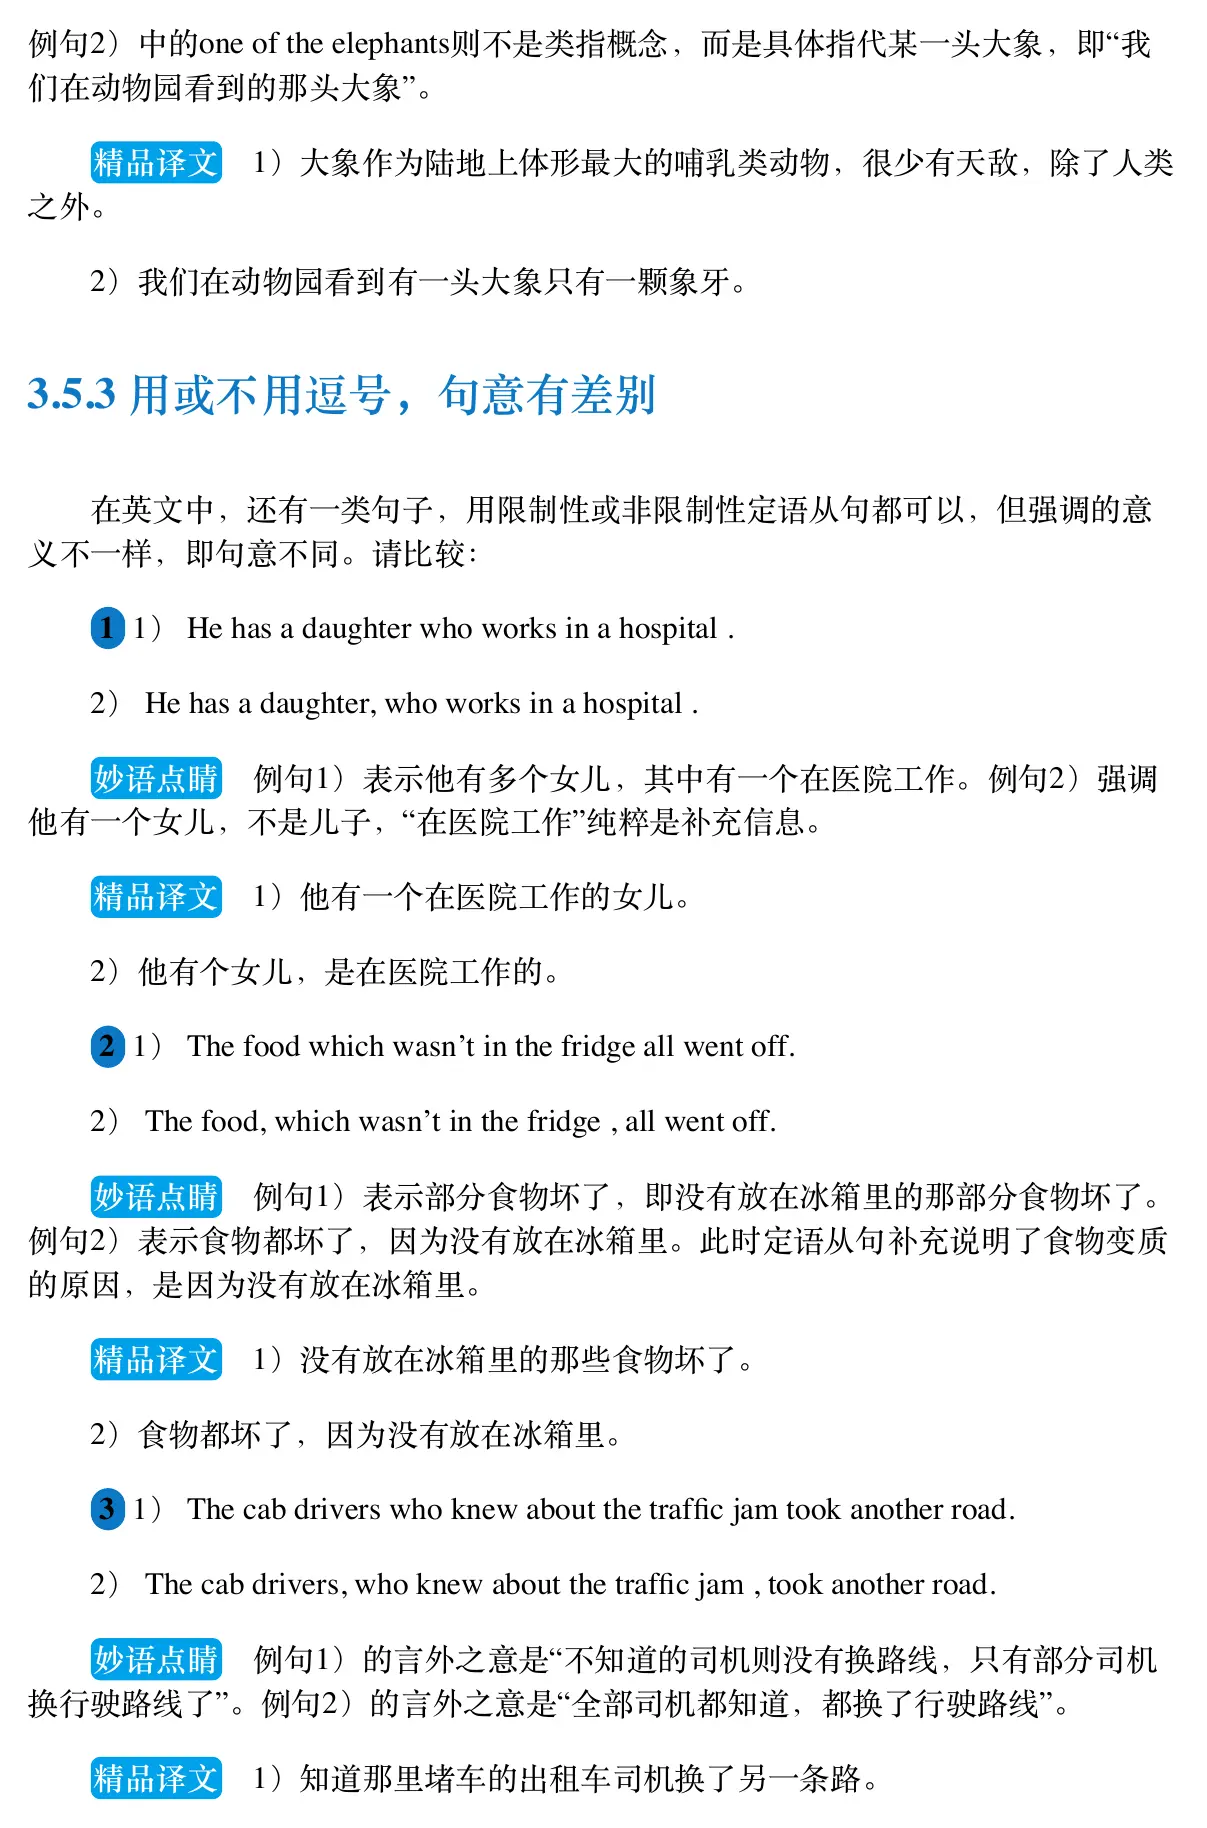 例句2）中的one of the elephants则不是类指概念，而是具体指代某一头大象，即“我
们在动物园看到的那头大象”。
精品译文 1）大象作为陆地上体形最大的哺乳类动物，很少有天敌，除了人类
之外。
2）我们在动物园看到有一头大象只有一颗象牙。
3.5.3 用或不用逗号，句意有差别
在英文中，还有一类句子，用限制性或非限制性定语从句都可以，但强调的意
义不一样，即句意不同。请比较：
1 1） He has a daughter who works in a hospital .
2） He has a daughter, who works in a hospital .
妙语点睛 例句1）表示他有多个女儿，其中有一个在医院工作。例句2）强调
他有一个女儿，不是儿子，“在医院工作”纯粹是补充信息。
精品译文 1）他有一个在医院工作的女儿。
2）他有个女儿，是在医院工作的。
2 1） The food which wasn’t in the fridge all went off.
2） The food, which wasn’t in the fridge , all went off.
妙语点睛 例句1）表示部分食物坏了，即没有放在冰箱里的那部分食物坏了。
例句2）表示食物都坏了，因为没有放在冰箱里。此时定语从句补充说明了食物变质
的原因，是因为没有放在冰箱里。
精品译文 1）没有放在冰箱里的那些食物坏了。
2）食物都坏了，因为没有放在冰箱里。
3 1） The cab drivers who knew about the traffic jam took another road.
2） The cab drivers, who knew about the traffic jam , took another road.
妙语点睛 例句1）的言外之意是“不知道的司机则没有换路线，只有部分司机
换行驶路线了”。例句2）的言外之意是“全部司机都知道，都换了行驶路线”。
精品译文 1）知道那里堵车的出租车司机换了另一条路。